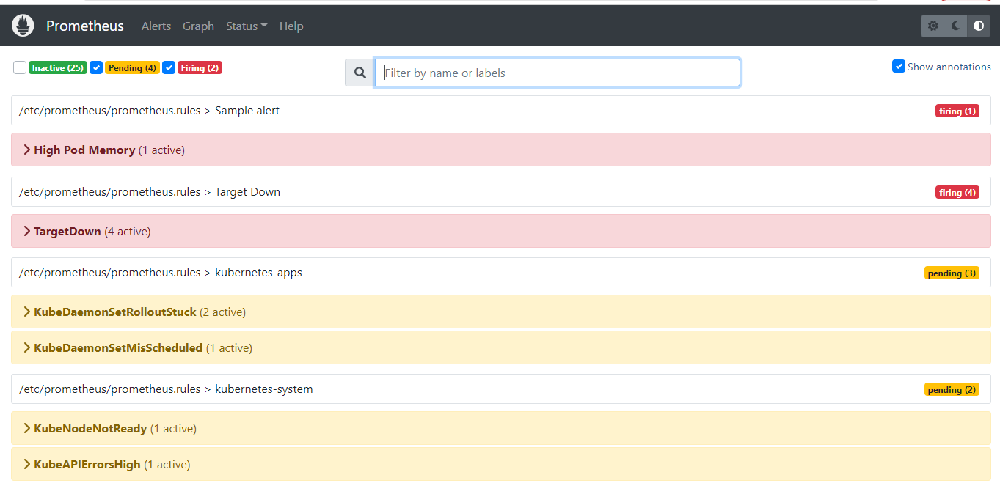 Prometheus Alerts Graph Status Help
Inactive (25) Pending (4) Firing (2) Filter by name or labels Show annotations
/etc/prometheus/prometheus.rules > Sample alert firing (1)
High Pod Memory (1 active)
/etc/prometheus/prometheus.rules > Target Down firing (4)
TargetDown (4 active)
/etc/prometheus/prometheus.rules > kubernetes-apps pending (3)
KubeDaemonSetRolloutStuck (2 active)
KubeDaemonSetMisScheduled (1 active)
/etc/prometheus/prometheus.rules > kubernetes-system pending (2)
KubeNodeNotReady (1 active)
KubeAPIErrorsHigh (1 active)